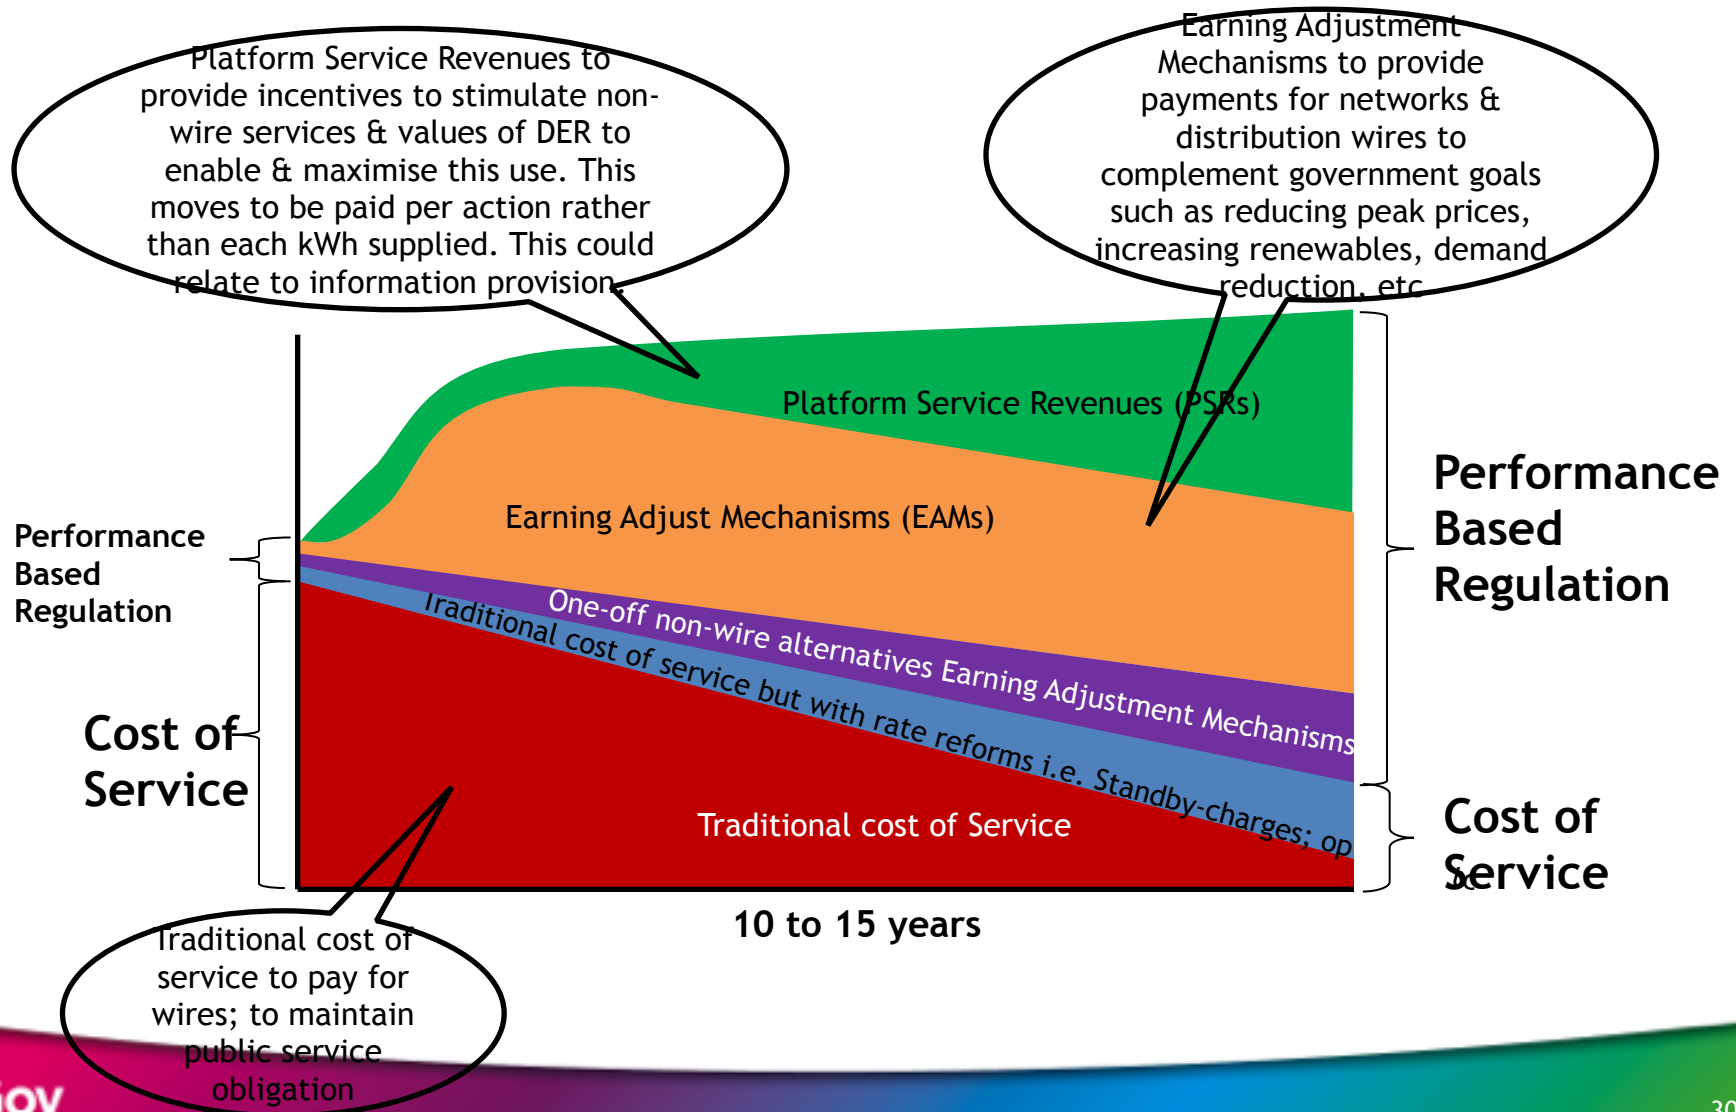 Platform Service Revenues to
provide incentives to stimulate non-
wire services & values of DER to
enable & maximise this use. This
moves to be paid per action rather
than each kWh supplied. This could
relate to information provision.
Earning Adjustment
Mechanisms to provide
payments for networks &
distribution wires to
complement government goals
such as reducing peak prices,
increasing renewables, demand
reduction, etc
Platform Service Revenues (PSRs)
Earning Adjust Mechanisms (EAMs)
One-off non-wire alternatives Earning Adjustment Mechanisms
Traditional cost of service but with rate reforms i.e. Standby-charges; op
Traditional cost of Service
Performance
Based
Regulation
Cost of
Service
Performance
Based
Regulation
Cost of
Service
10 to 15 years
Traditional cost of
service to pay for
wires; to maintain
public service
obligation
30